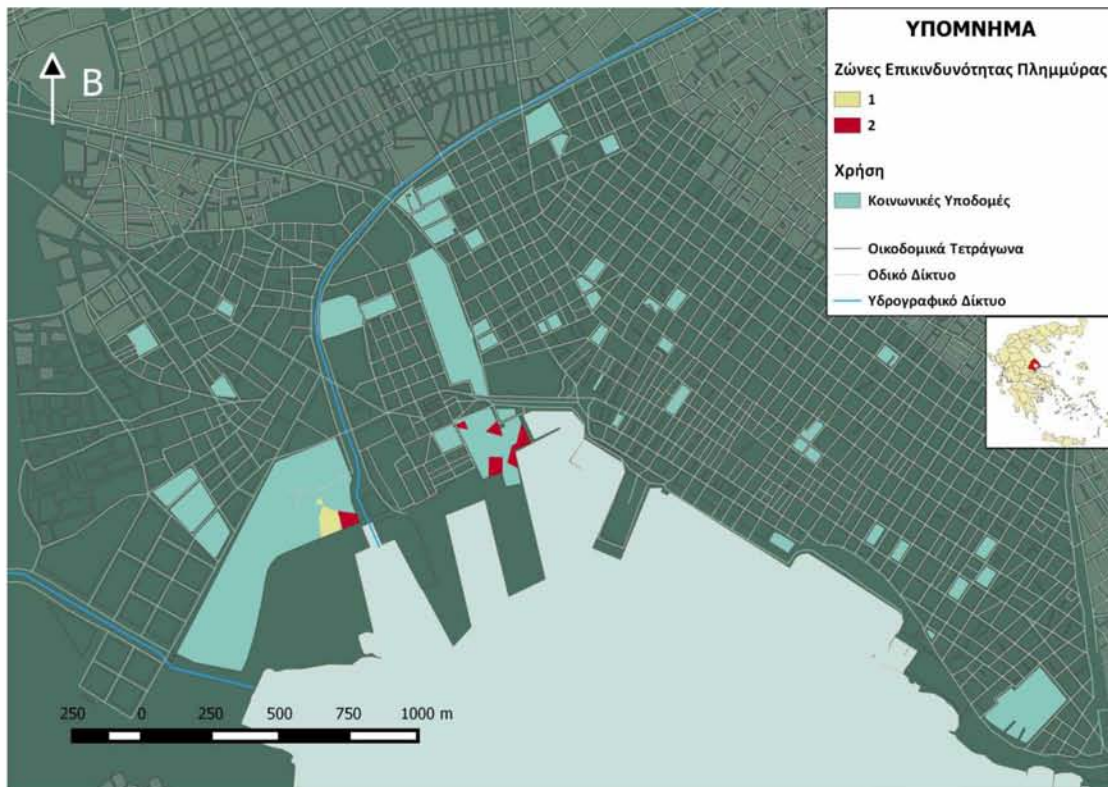 B
ΥΠΟΜΝΗΜΑ
Ζώνες Επικινδυνότητας Πλημμύρας
1
2
Χρήση
Κοινωνικές Υποδομές
Οικοδομικά Τετράγωνα
Οδικό Δίκτυο
Υδρογραφικό Δίκτυο
250 0 250 500 750 1000 m